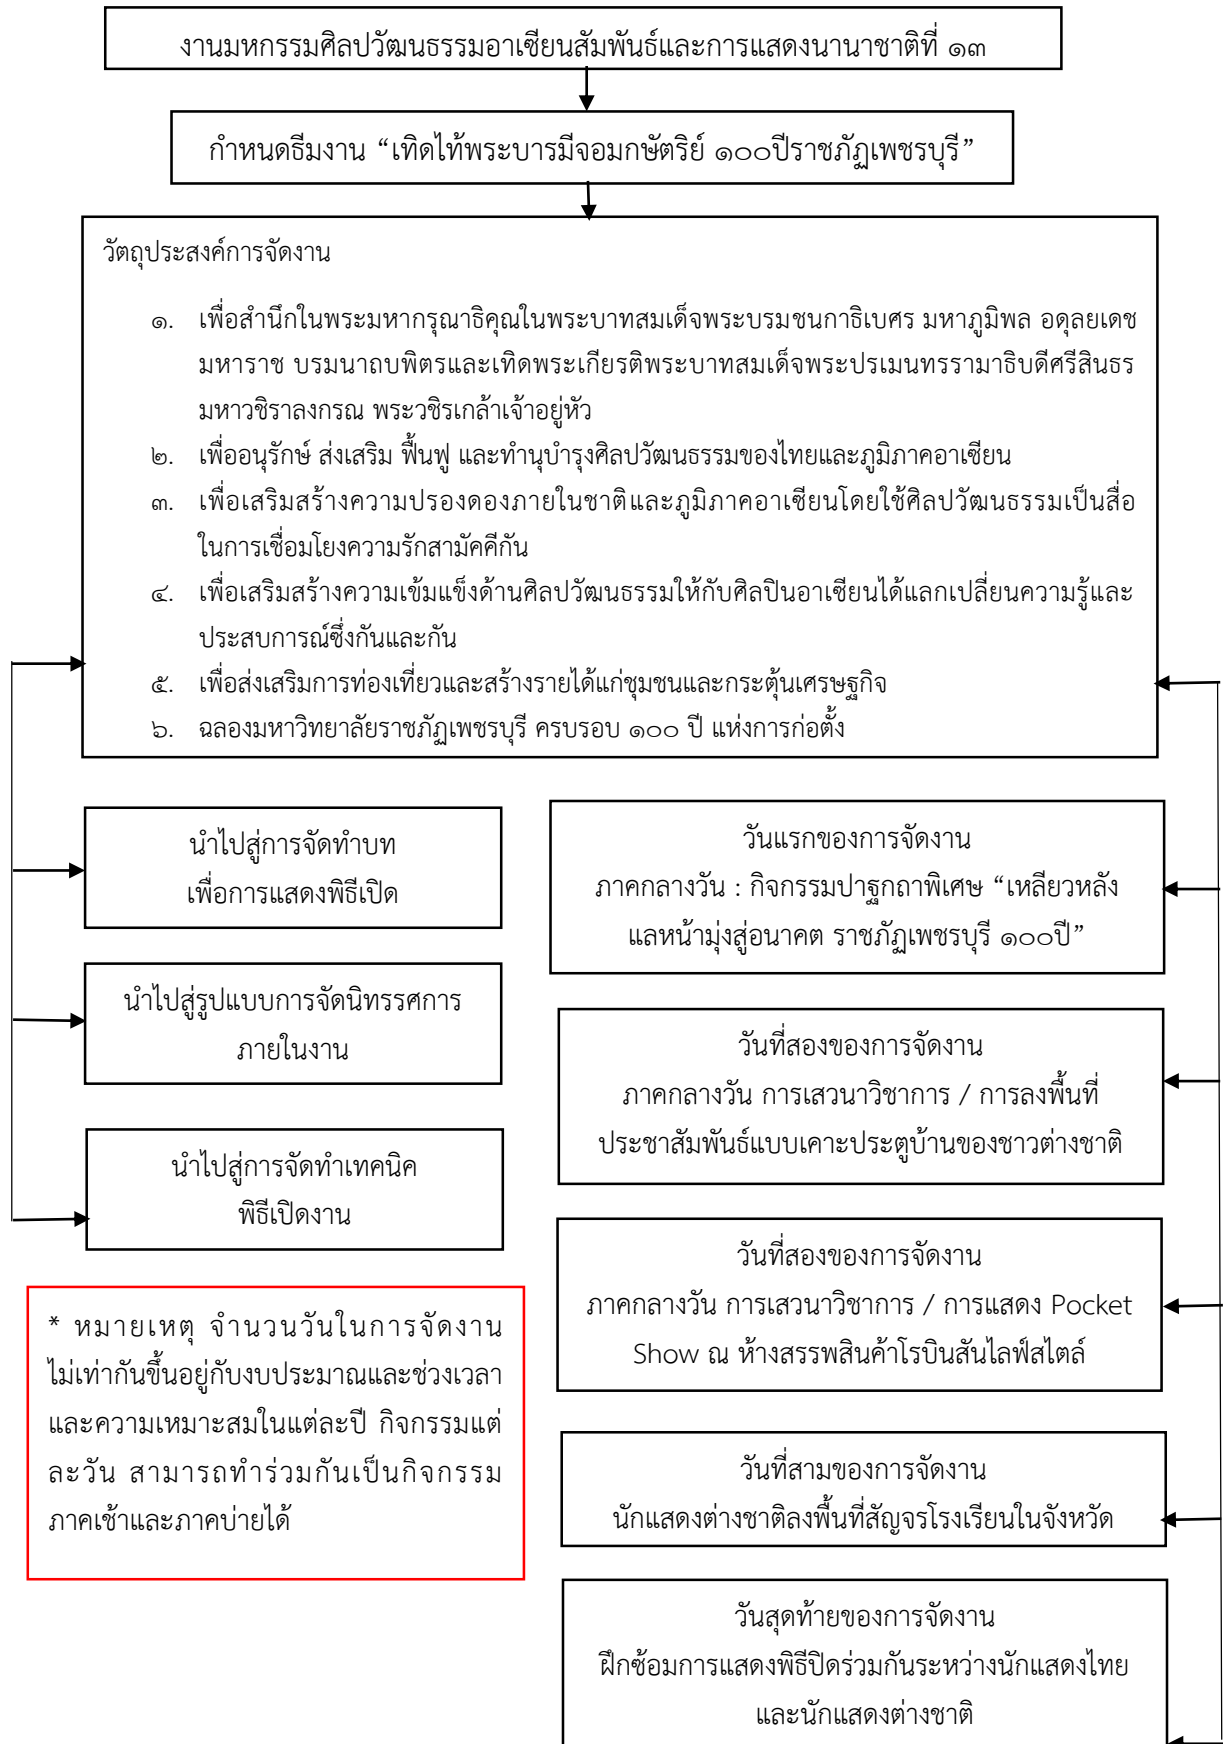 งานมหกรรมศิลปวัฒนธรรมอาเซียนสัมพันธ์และการแสดงนานาชาติที่ ๑๓
กำหนดธีมงาน “เทิดไท้พระบารมีจอมกษัตริย์ ๑๐๐ปีราชภัฏเพชรบุรี”
วัตถุประสงค์การจัดงาน
๑. เพื่อสำนึกในพระมหากรุณาธิคุณในพระบาทสมเด็จพระบรมชนกาธิเบศร มหาภูมิพล อดุลยเดช
มหาราช บรมนาถบพิตรและเทิดพระเกียรติพระบาทสมเด็จพระปรเมนทรรามาธิบดีศรีสินธร
มหาวชิราลงกรณ พระวชิรเกล้าเจ้าอยู่หัว
๒. เพื่ออนุรักษ์ ส่งเสริม ฟื้นฟู และทำนุบำรุงศิลปวัฒนธรรมของไทยและภูมิภาคอาเซียน
๓. เพื่อเสริมสร้างความปรองดองภายในชาติและภูมิภาคอาเซียนโดยใช้ศิลปวัฒนธรรมเป็นสื่อ
ในการเชื่อมโยงความรักสามัคคีกัน
๔. เพื่อเสริมสร้างความเข้มแข็งด้านศิลปวัฒนธรรมให้กับศิลปินอาเซียนได้แลกเปลี่ยนความรู้และ
ประสบการณ์ซึ่งกันและกัน
๕. เพื่อส่งเสริมการท่องเที่ยวและสร้างรายได้แก่ชุมชนและกระตุ้นเศรษฐกิจ
๖. ฉลองมหาวิทยาลัยราชภัฏเพชรบุรี ครบรอบ ๑๐๐ ปี แห่งการก่อตั้ง
นำไปสู่การจัดทำบท
เพื่อการแสดงพิธีเปิด
นำไปสู่รูปแบบการจัดนิทรรศการ
ภายในงาน
นำไปสู่การจัดทำเทคนิค
พิธีเปิดงาน
* หมายเหตุ จำนวนวันในการจัดงาน
ไม่เท่ากันขึ้นอยู่กับงบประมาณและช่วงเวลา
และความเหมาะสมในแต่ละปี กิจกรรมแต่
ละวัน สามารถทำร่วมกันเป็นกิจกรรม
ภาคเช้าและภาคบ่ายได้
วันแรกของการจัดงาน
ภาคกลางวัน : กิจกรรมปาฐกถาพิเศษ “เหลียวหลัง
แลหน้ามุ่งสู่อนาคต ราชภัฏเพชรบุรี ๑๐๐ปี”
วันที่สองของการจัดงาน
ภาคกลางวัน การเสวนาวิชาการ / การลงพื้นที่
ประชาสัมพันธ์แบบเคาะประตูบ้านของชาวต่างชาติ
วันที่สองของการจัดงาน
ภาคกลางวัน การเสวนาวิชาการ / การแสดง Pocket
Show ณ ห้างสรรพสินค้าโรบินสันไลฟ์สไตล์
วันที่สามของการจัดงาน
นักแสดงต่างชาติลงพื้นที่สัญจรโรงเรียนในจังหวัด
วันสุดท้ายของการจัดงาน
ฝึกซ้อมการแสดงพิธีปิดร่วมกันระหว่างนักแสดงไทย
และนักแสดงต่างชาติ